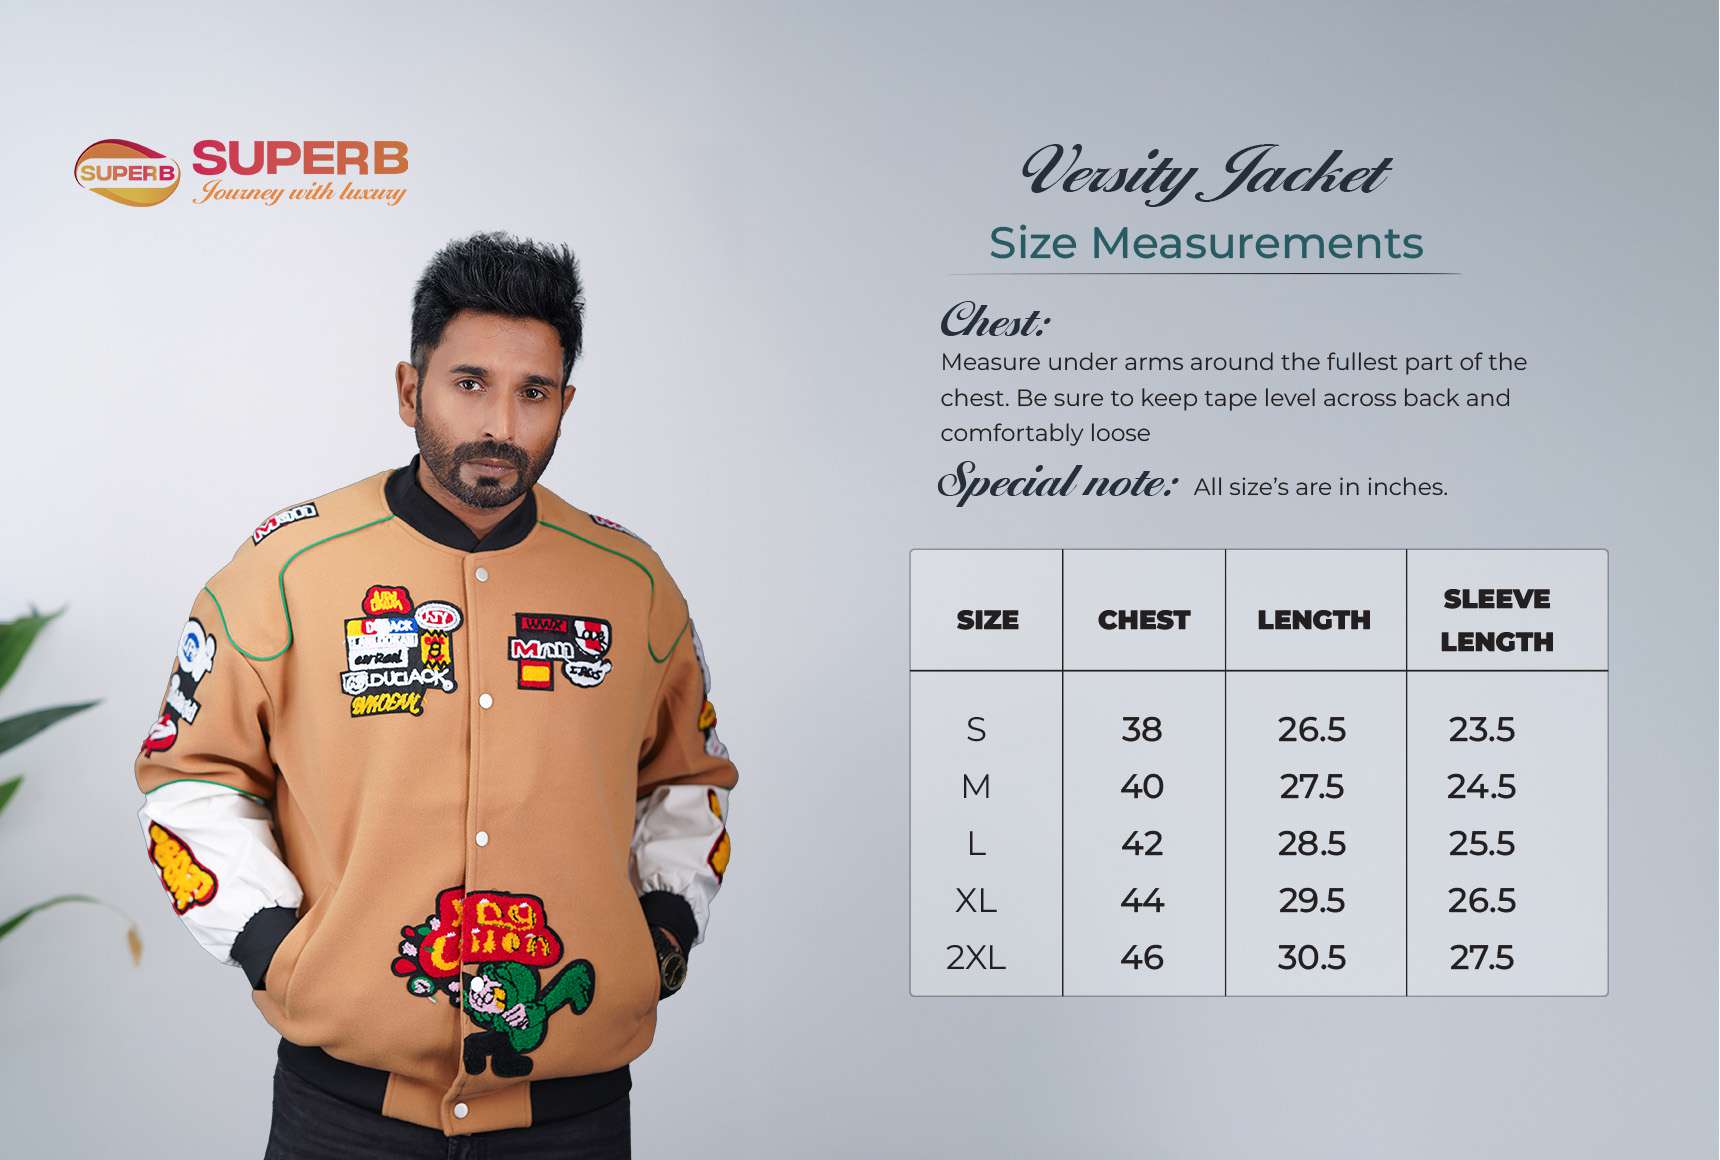 SUPERB
SUPERB
Journey with luxury
Versity Jacket
Size Measurements
Chest:
Measure under arms around the fullest part of the
chest. Be sure to keep tape level across back and
comfortably loose
Special note: All size's are in inches.
SIZE CHEST LENGTH SLEEVE LENGTH
S 38 26.5 23.5
M 40 27.5 24.5
L 42 28.5 25.5
XL 44 29.5 26.5
2XL 46 30.5 27.5
DUCJACK